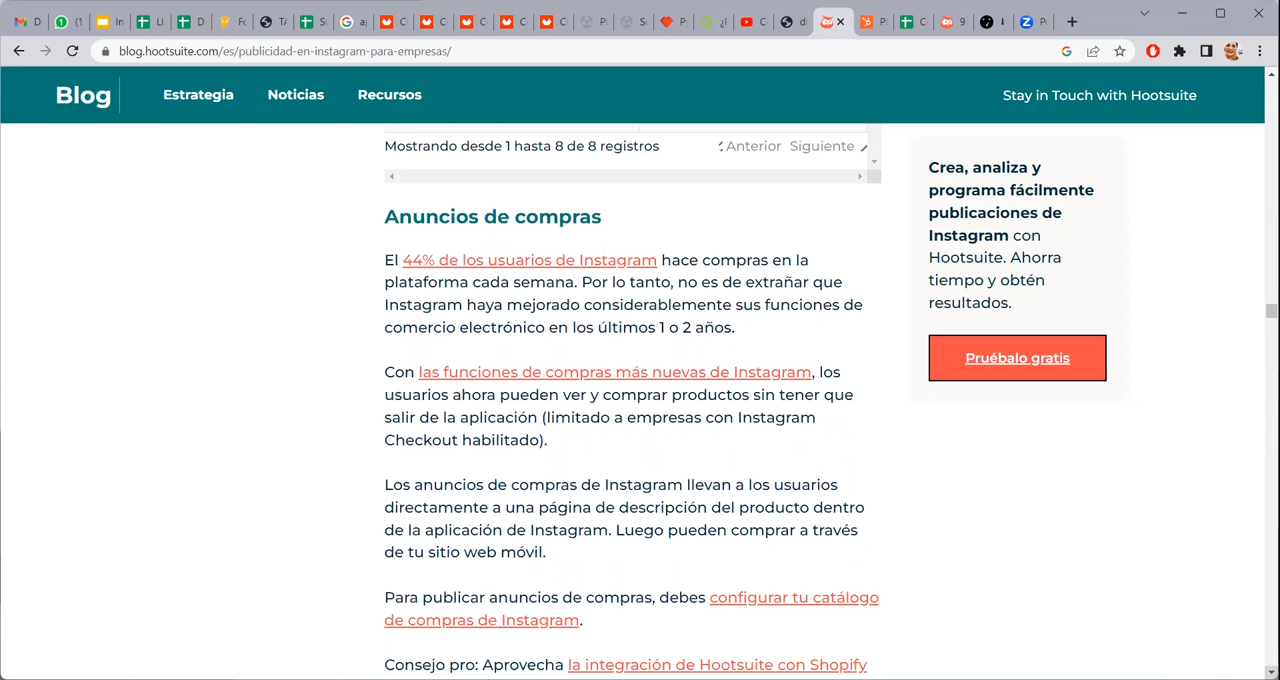 blog.hootsuite.com/es/publicidad-en-instagram-para-empresas/
Blog
Estrategia
Noticias
Recursos
Stay in Touch with Hootsuite
Mostrando desde 1 hasta 8 de 8 registros
Anterior
Siguiente
Anuncios de compras
El 44% de los usuarios de Instagram hace compras en la
plataforma cada semana. Por lo tanto, no es de extrañar que
Instagram haya mejorado considerablemente sus funciones de
comercio electrónico en los últimos 1 o 2 años.
Con las funciones de compras más nuevas de Instagram, los
usuarios ahora pueden ver y comprar productos sin tener que
salir de la aplicación (limitado a empresas con Instagram
Checkout habilitado).
Los anuncios de compras de Instagram llevan a los usuarios
directamente a una página de descripción del producto dentro
de la aplicación de Instagram. Luego pueden comprar a través
de tu sitio web móvil.
Para publicar anuncios de compras, debes configurar tu catálogo
de compras de Instagram.
Consejo pro: Aprovecha la integración de Hootsuite con Shopify
Crea, analiza y
programa fácilmente
publicaciones de
Instagram con
Hootsuite. Ahorra
tiempo y obtén
resultados.
Pruébalo gratis